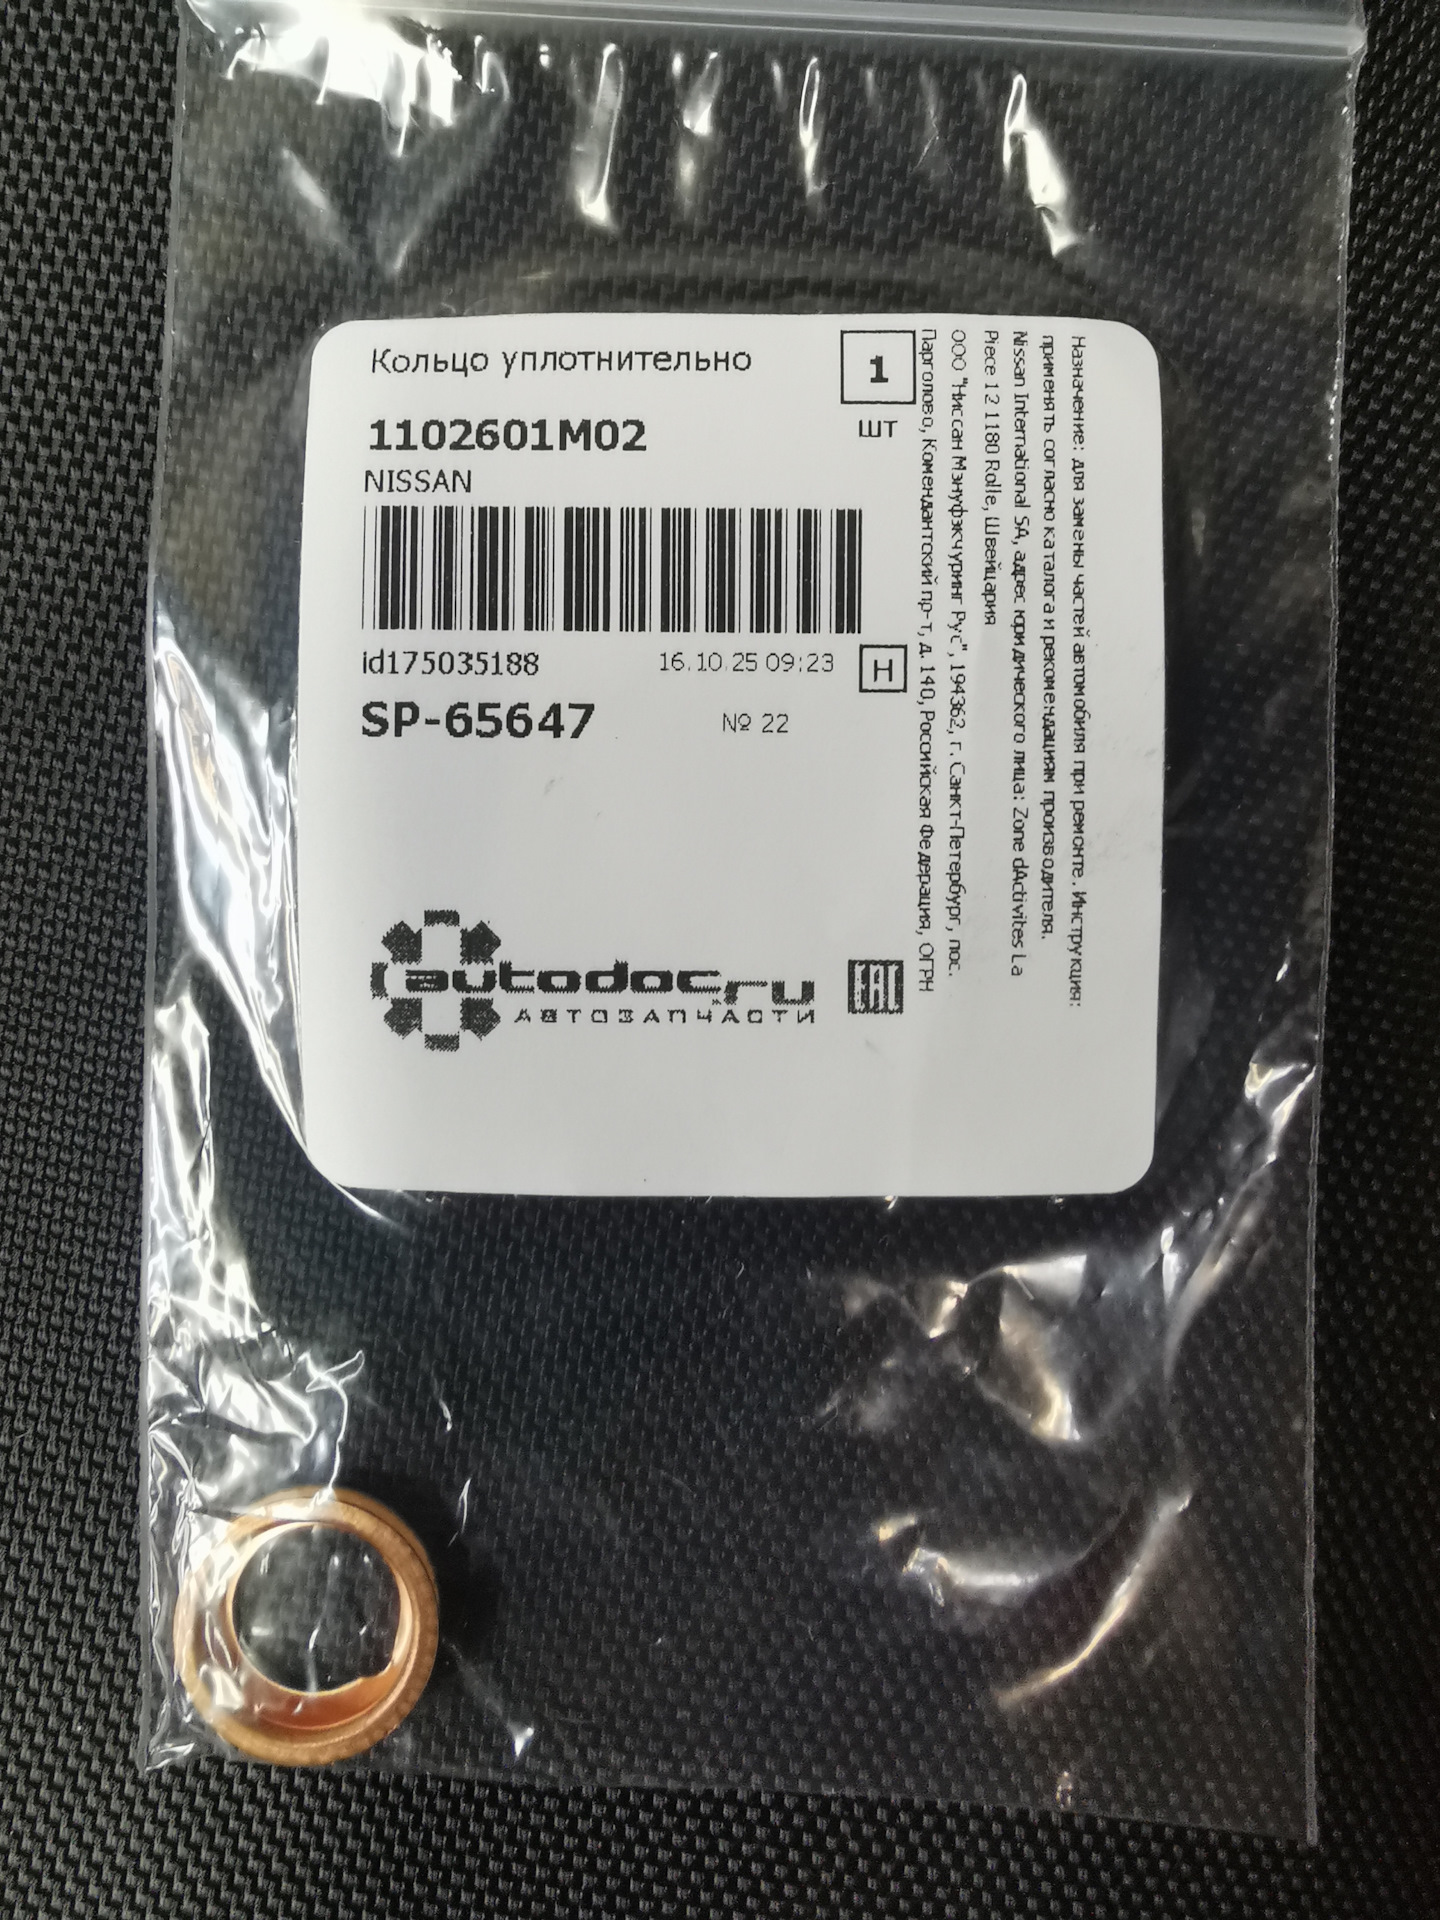 Кольцо уплотнительно
1
шт
1102601M02
NISSAN
id175035188
16.10.25 09:23
H
SP-65647
№ 22
autodoc.ru
АВТОЗАПЧАСТИ
EAC
Назначение: для замены частей автомобиля при ремонте. Инструкция:
применять согласно каталога и рекомендациям производителя.
Nissan International SA, адрес юридического лица: Zone dActivites La
Piece 12 1180 Rolle, Швейцария
ООО "Ниссан Мэнуфэкчуринг Рус", 194362, г. Санкт-Петербург, пос.
Парголово, Комендантский пр-т, д. 140, Российская Федерация, ОГРН